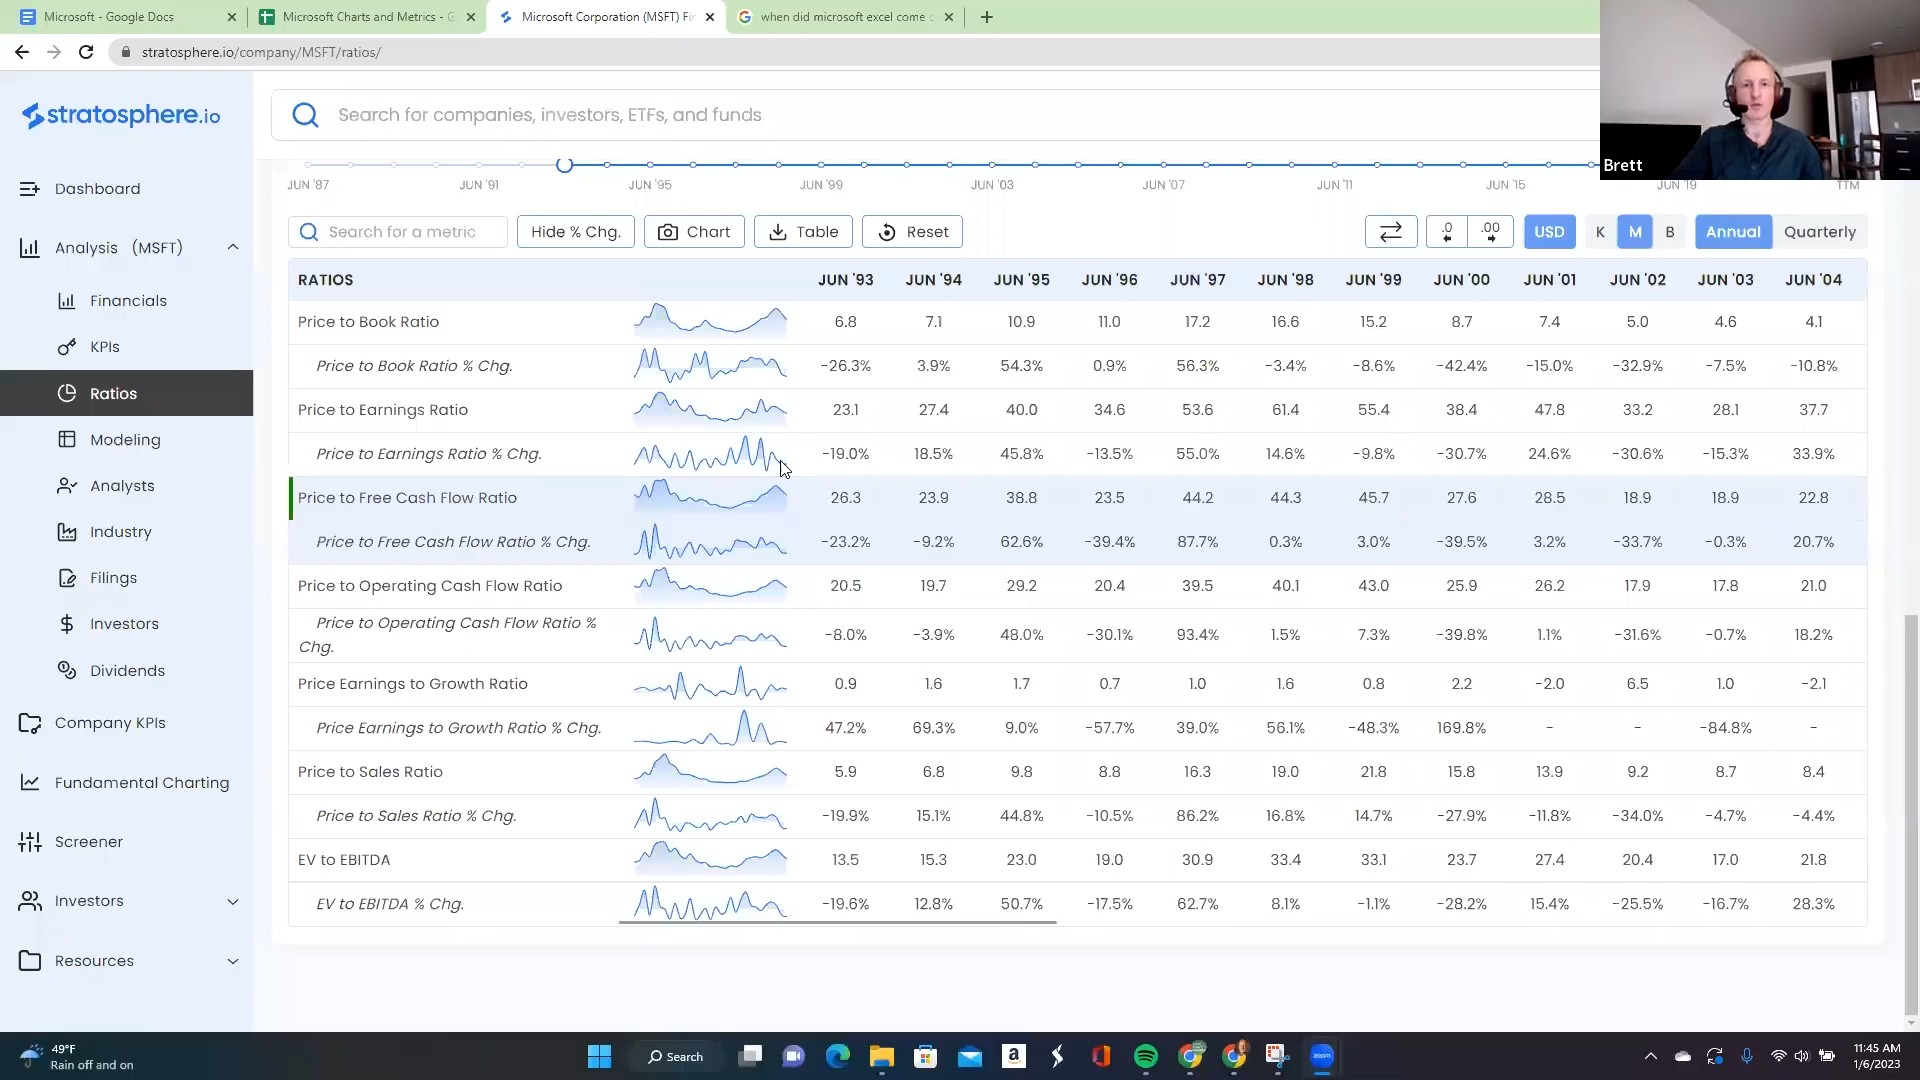 Microsoft - Google Docs
Microsoft Charts and Metrics - G
Microsoft Corporation (MSFT) Fir
when did microsoft excel come
stratosphere.io/company/MSFT/ratios/
stratosphere.io
Search for companies, investors, ETFs, and funds
Brett
Dashboard
Analysis (MSFT)
Financials
KPIs
Ratios
Modeling
Analysts
Industry
Filings
Investors
Dividends
Company KPIs
Fundamental Charting
Screener
Investors
Resources
JUN '87 JUN '91 JUN '95 JUN '99 JUN '03 JUN '07 JUN '11 JUN '15 JUN '19 TTM
Search for a metric Hide % Chg. Chart Table Reset .0 .00 USD K M B Annual Quarterly
RATIOS JUN '93 JUN '94 JUN '95 JUN '96 JUN '97 JUN '98 JUN '99 JUN '00 JUN '01 JUN '02 JUN '03 JUN '04
Price to Book Ratio 6.8 7.1 10.9 11.0 17.2 16.6 15.2 8.7 7.4 5.0 4.6 4.1
Price to Book Ratio % Chg. -26.3% 3.9% 54.3% 0.9% 56.3% -3.4% -8.6% -42.4% -15.0% -32.9% -7.5% -10.8%
Price to Earnings Ratio 23.1 27.4 40.0 34.6 53.6 61.4 55.4 38.4 47.8 33.2 28.1 37.7
Price to Earnings Ratio % Chg. -19.0% 18.5% 45.8% -13.5% 55.0% 14.6% -9.8% -30.7% 24.6% -30.6% -15.3% 33.9%
Price to Free Cash Flow Ratio 26.3 23.9 38.8 23.5 44.2 44.3 45.7 27.6 28.5 18.9 18.9 22.8
Price to Free Cash Flow Ratio % Chg. -23.2% -9.2% 62.6% -39.4% 87.7% 0.3% 3.0% -39.5% 3.2% -33.7% -0.3% 20.7%
Price to Operating Cash Flow Ratio 20.5 19.7 29.2 20.4 39.5 40.1 43.0 25.9 26.2 17.9 17.8 21.0
Price to Operating Cash Flow Ratio %
Chg. -8.0% -3.9% 48.0% -30.1% 93.4% 1.5% 7.3% -39.8% 1.1% -31.6% -0.7% 18.2%
Price Earnings to Growth Ratio 0.9 1.6 1.7 0.7 1.0 1.6 0.8 2.2 -2.0 6.5 1.0 -2.1
Price Earnings to Growth Ratio % Chg. 47.2% 69.3% 9.0% -57.7% 39.0% 56.1% -48.3% 169.8% - - -84.8% -
Price to Sales Ratio 5.9 6.8 9.8 8.8 16.3 19.0 21.8 15.8 13.9 9.2 8.7 8.4
Price to Sales Ratio % Chg. -19.9% 15.1% 44.8% -10.5% 86.2% 16.8% 14.7% -27.9% -11.8% -34.0% -4.7% -4.4%
EV to EBITDA 13.5 15.3 23.0 19.0 30.9 33.4 33.1 23.7 27.4 20.4 17.0 21.8
EV to EBITDA % Chg. -19.6% 12.8% 50.7% -17.5% 62.7% 8.1% -1.1% -28.2% 15.4% -25.5% -16.7% 28.3%
49°F
Rain off and on
Search
zoom
11:45 AM
1/6/2023